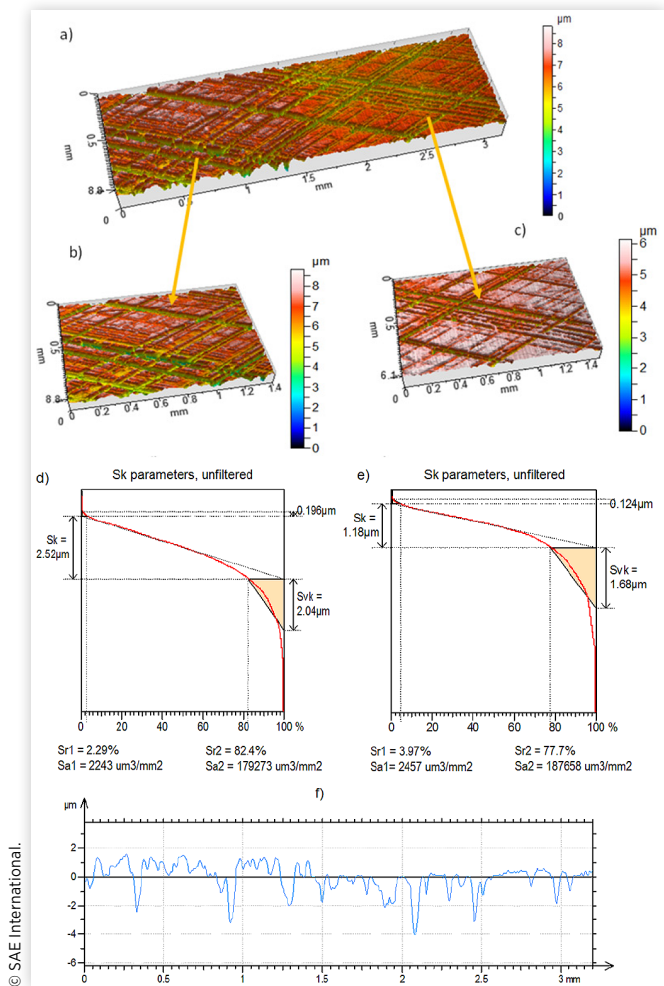 a)
µm
8
7
6
5
4
3
2
1
0
0
0.5
mm
0
0
0.5
1
1.5
2
2.5
3
mm
b)
µm
8
7
6
5
4
3
2
1
0
0
mm
0
0
0.2
0.4
0.6
0.8
1
1.2
1.4
mm
c)
µm
6
5
4
3
2
1
0
0
0.5
mm
0
0
0.2
0.4
0.6
0.8
1
1.2
1.4
mm
d)
Sk parameters, unfiltered
0.196µm
Sk =
2.52µm
Svk =
2.04µm
0 20 40 60 80 100 %
Sr1 = 2.29% Sr2 = 82.4%
Sa1 = 2243 um3/mm2 Sa2 = 179273 um3/mm2
e)
Sk parameters, unfiltered
0.124µm
Sk =
1.18µm
Svk =
1.68µm
0 20 40 60 80 100 %
Sr1 = 3.97% Sr2 = 77.7%
Sa1= 2457 um3/mm2 Sa2 = 187658 um3/mm2
f)
µm
2
0
-2
-4
-6
0 0.5 1 1.5 2 2.5 3 mm
© SAE International.